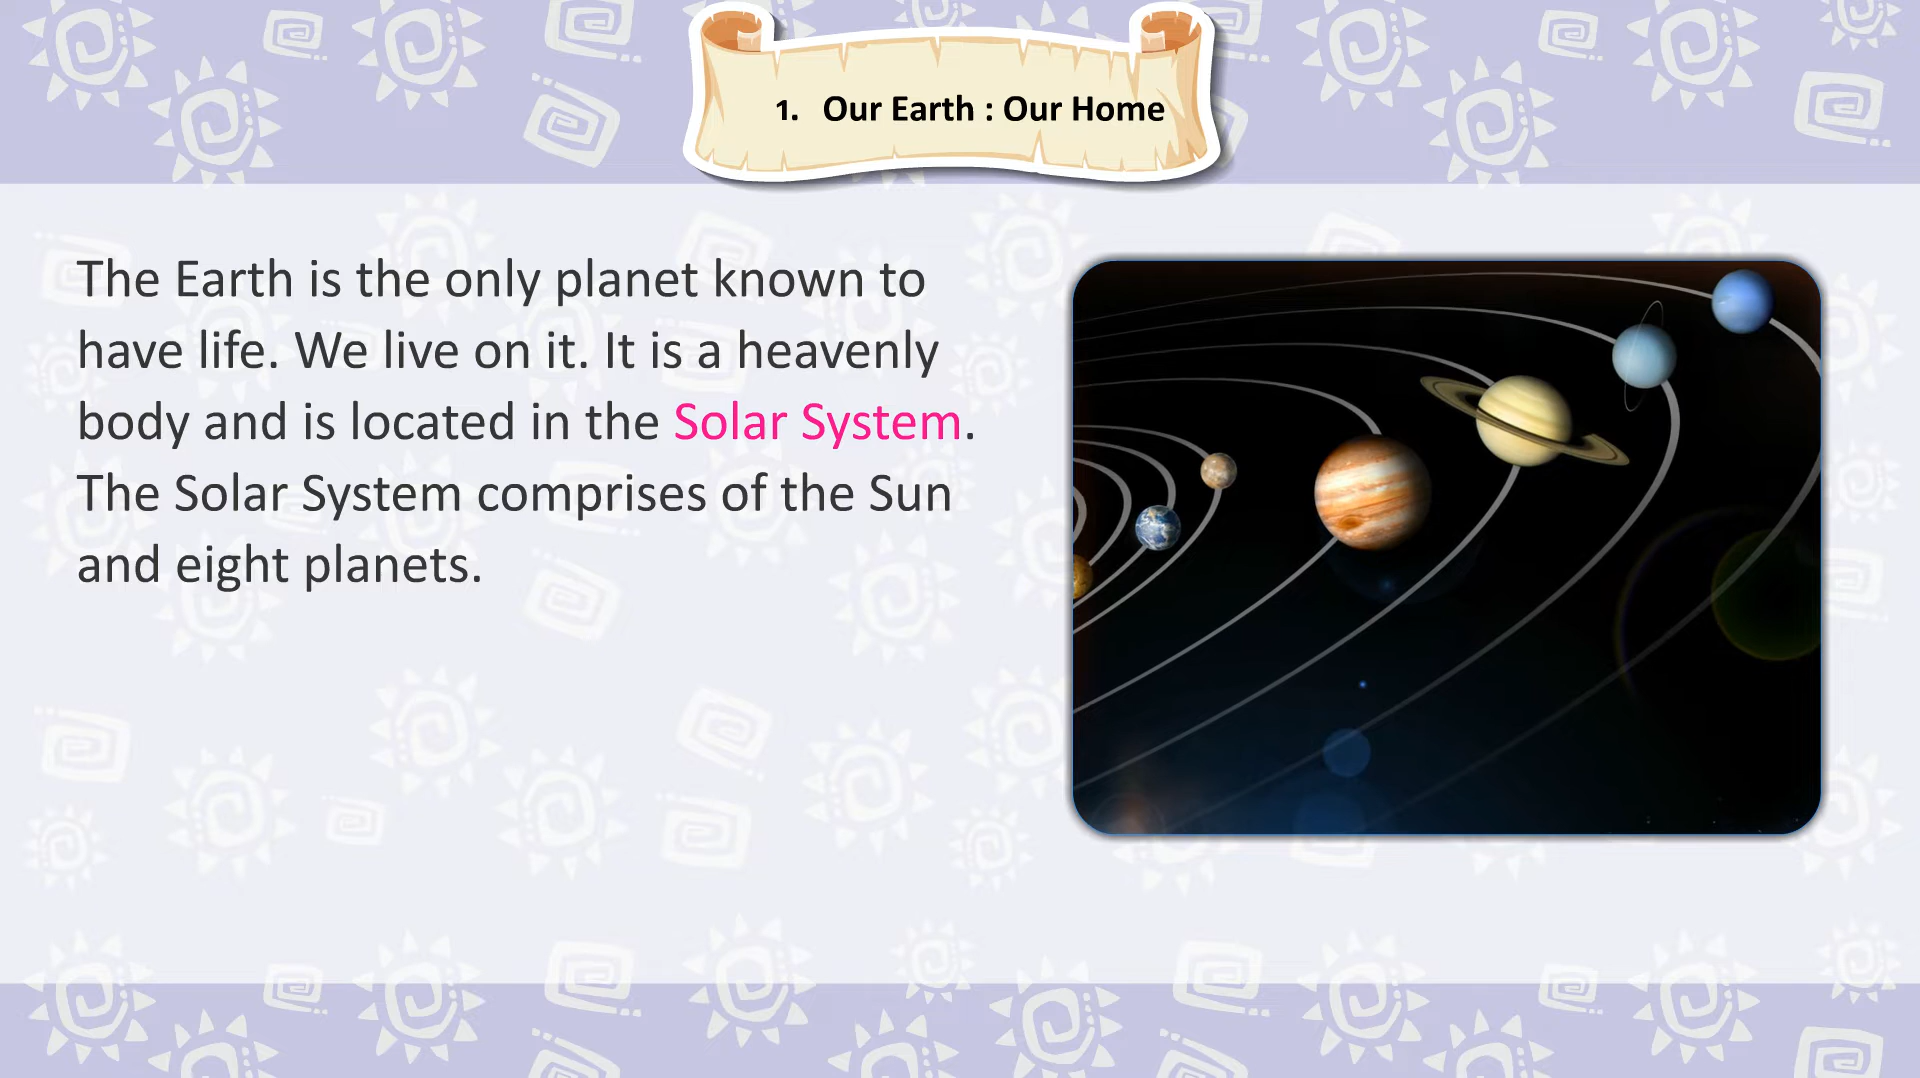 1. Our Earth : Our Home
The Earth is the only planet known to
have life. We live on it. It is a heavenly
body and is located in the Solar System.
The Solar System comprises of the Sun
and eight planets.